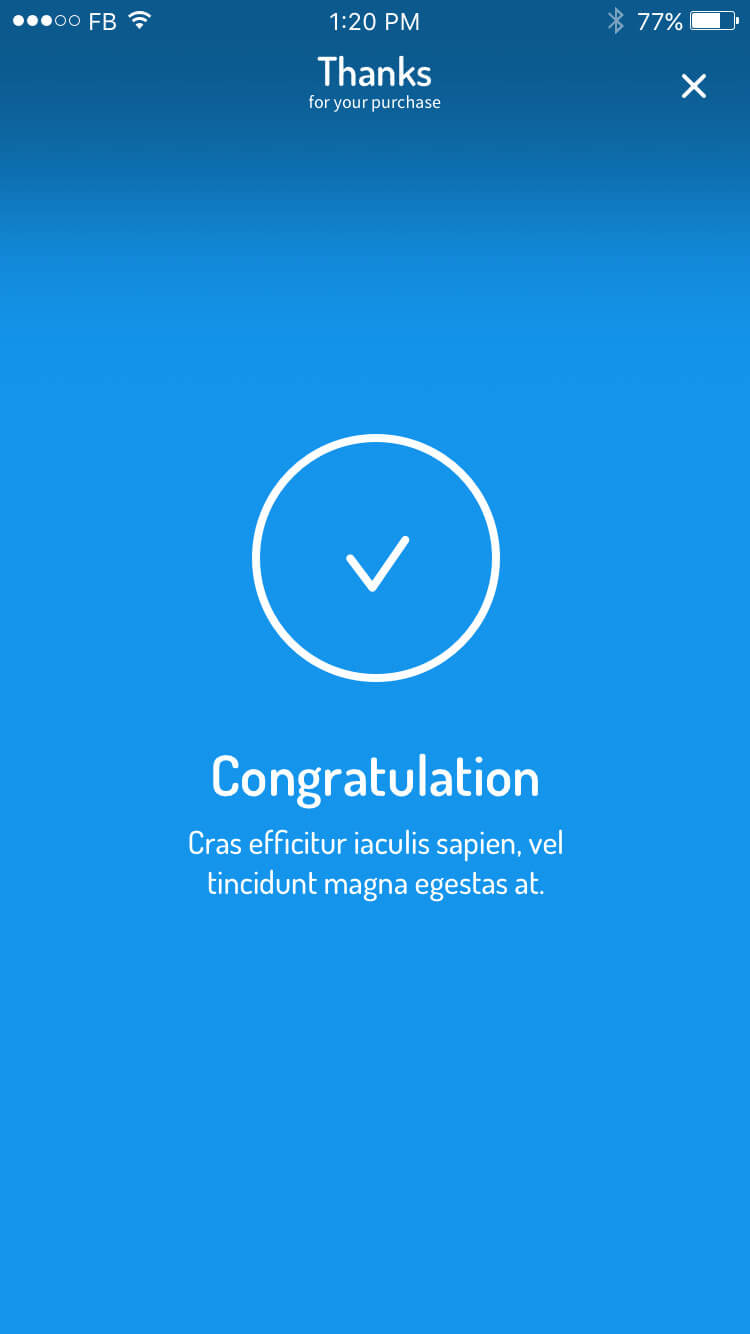 FB 1:20 PM 77%
Thanks
for your purchase
Congratulation
Cras efficitur iaculis sapien, vel
tincidunt magna egestas at.